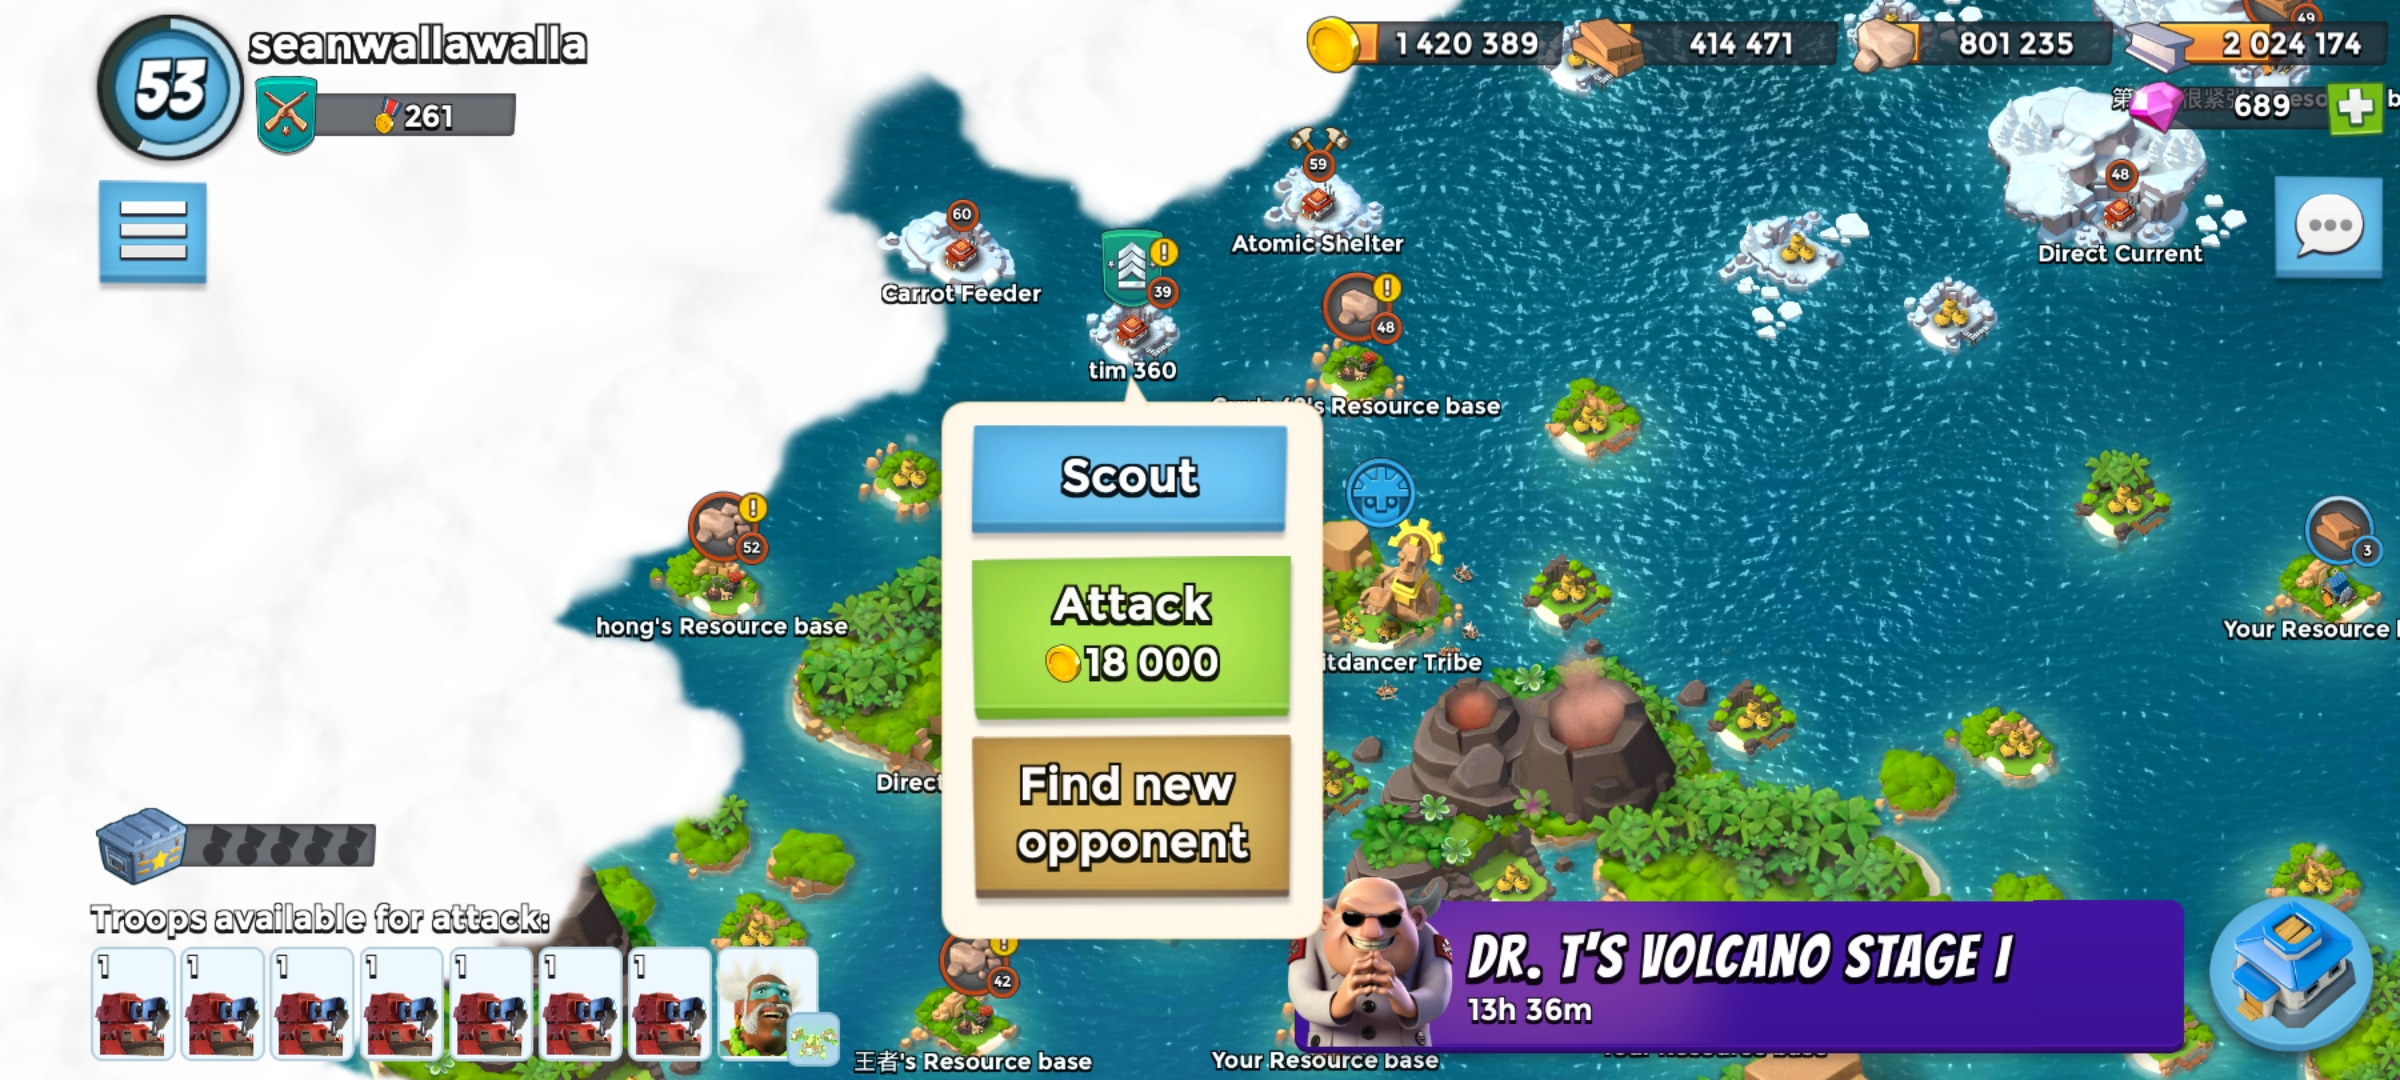 53
seanwallawalla
261
1 420 389
414 471
801 235
2 024 174
49
689
59
Atomic Shelter
60
Carrot Feeder
39
tim 360
48
's Resource base
48
Direct Current
Scout
Attack
18 000
Find new
opponent
52
hong's Resource base
itdancer Tribe
3
Your Resource
Direct
Troops available for attack:
1 1 1 1 1 1 1
42
王者's Resource base
Your Resource base
DR. T'S VOLCANO STAGE I
13h 36m